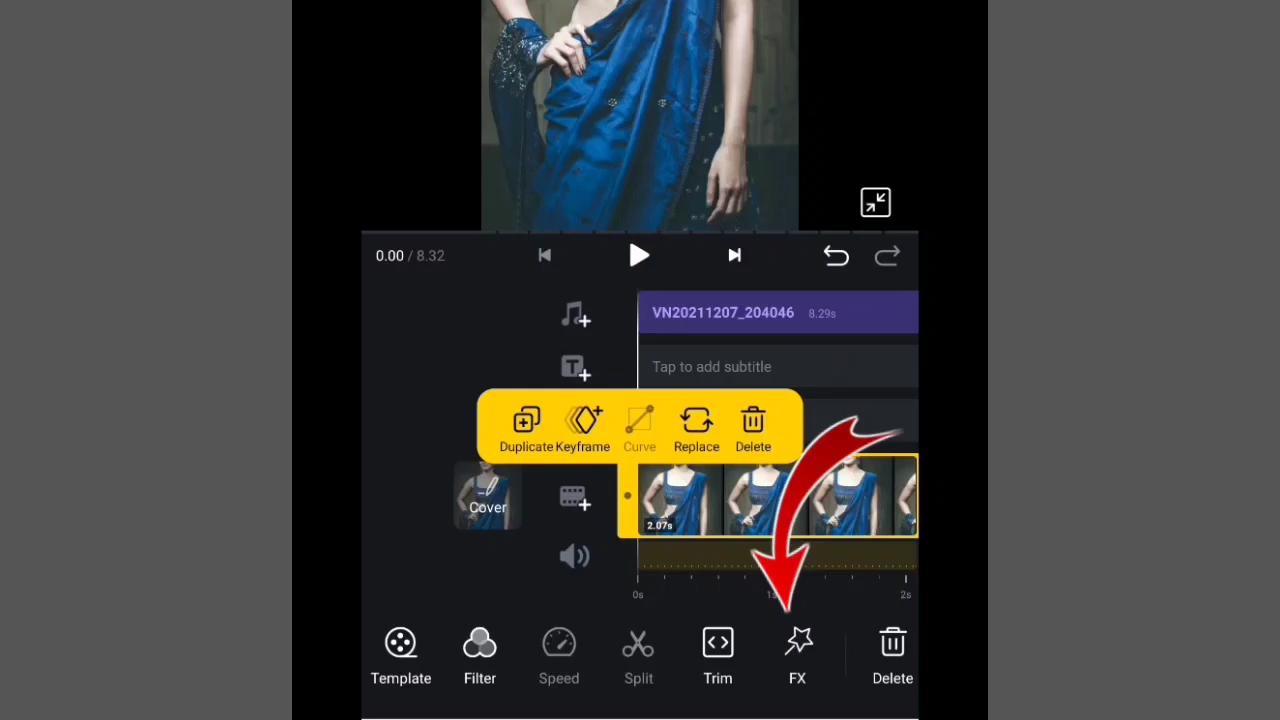 0.00 / 8.32
VN20211207_204046 8.29s
Tap to add subtitle
Duplicate Keyframe Curve Replace Delete
Cover
2.07s
0s 1s 2s
Template Filter Speed Split Trim FX Delete